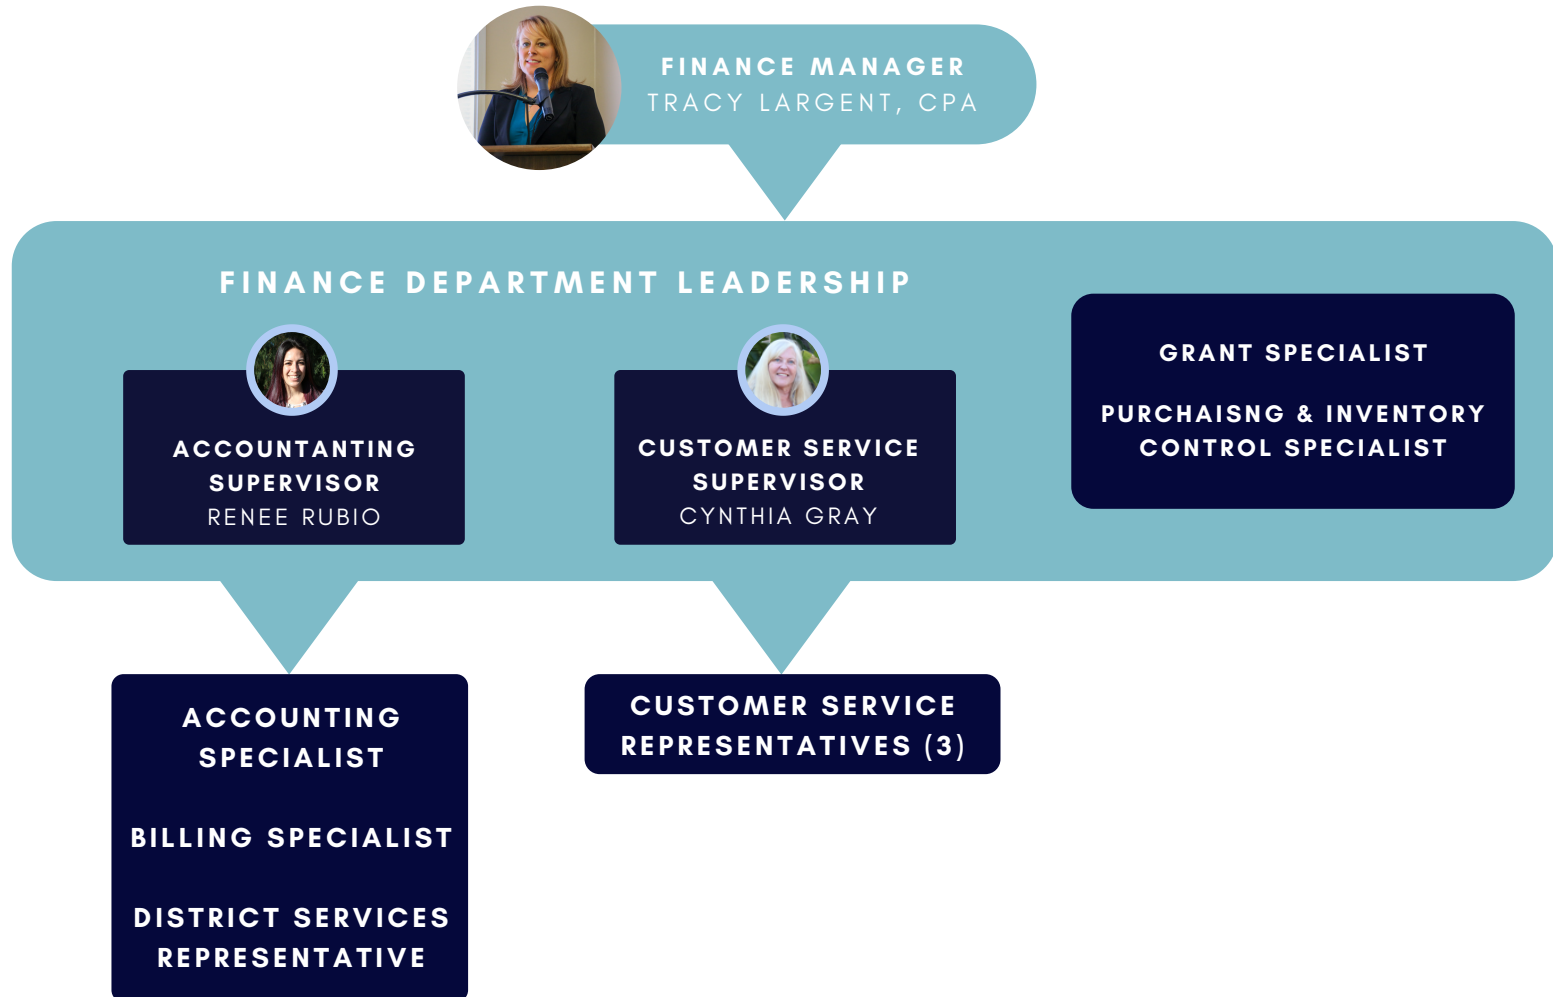 FINANCE MANAGER
TRACY LARGENT, CPA
FINANCE DEPARTMENT LEADERSHIP
ACCOUNTANTING
SUPERVISOR
RENEE RUBIO
CUSTOMER SERVICE
SUPERVISOR
CYNTHIA GRAY
GRANT SPECIALIST
PURCHAISNG & INVENTORY
CONTROL SPECIALIST
ACCOUNTING
SPECIALIST
BILLING SPECIALIST
DISTRICT SERVICES
REPRESENTATIVE
CUSTOMER SERVICE
REPRESENTATIVES (3)